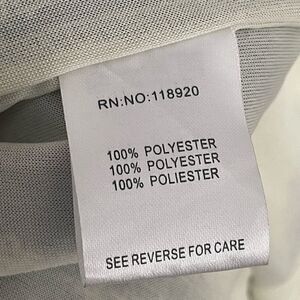 RN:NO:118920
100% POLYESTER
100% POLYESTER
100% POLIESTER
SEE REVERSE FOR CARE